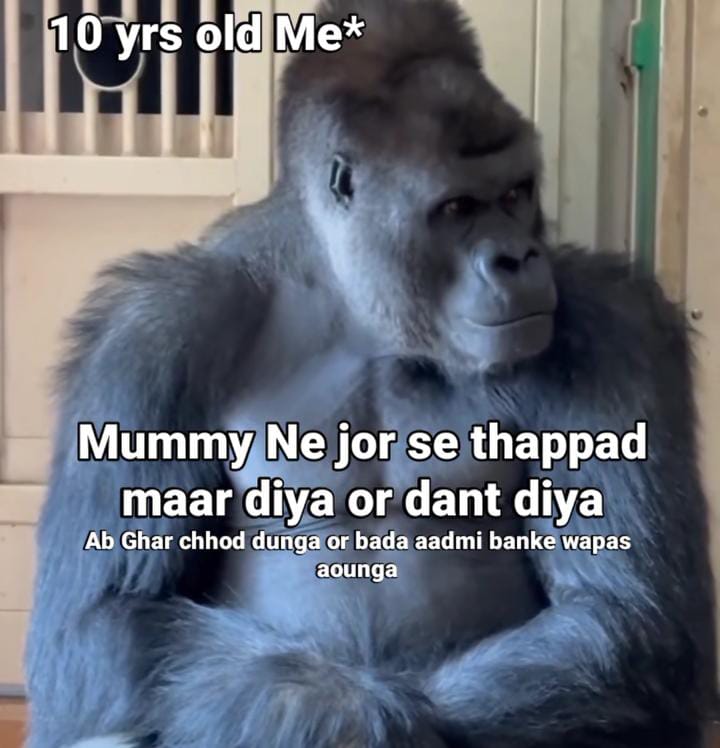 10 yrs old Me*
Mummy Ne jor se thappad
maar diya or dant diya
Ab Ghar chhod dunga or bada aadmi banke wapas
aounga